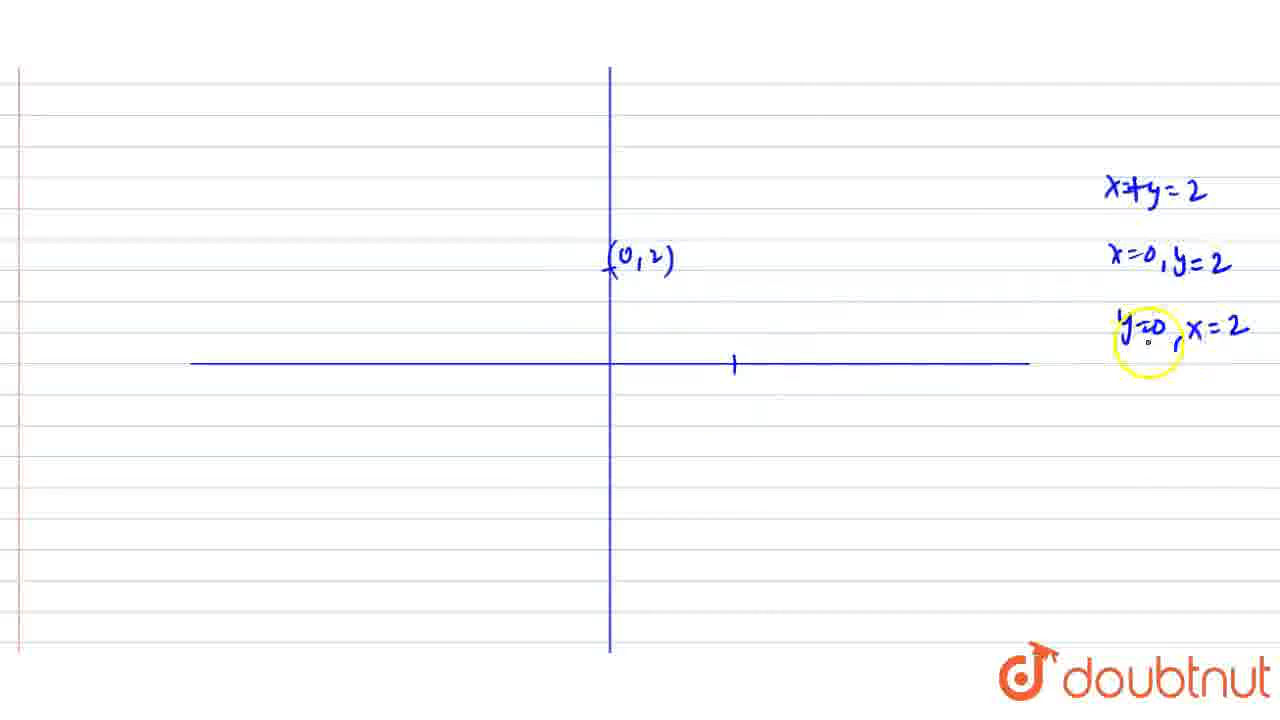 x+y=2
(0,2)
x=0,y=2
y=0,x=2
doubtnut